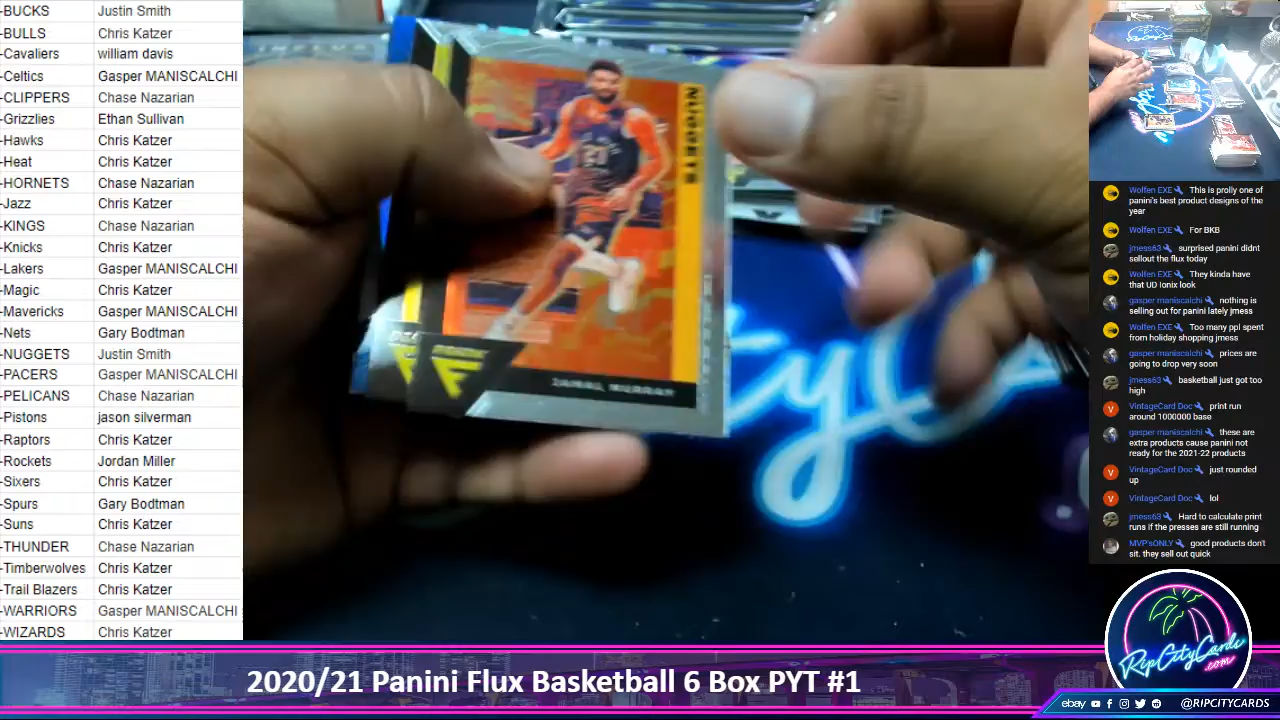 -BUCKS Justin Smith
-BULLS Chris Katzer
-Cavaliers william davis
-Celtics Gasper MANISCALCHI
-CLIPPERS Chase Nazarian
-Grizzlies Ethan Sullivan
-Hawks Chris Katzer
-Heat Chris Katzer
-HORNETS Chase Nazarian
-Jazz Chris Katzer
-KINGS Chase Nazarian
-Knicks Chris Katzer
-Lakers Gasper MANISCALCHI
-Magic Chris Katzer
-Mavericks Gasper MANISCALCHI
-Nets Gary Bodtman
-NUGGETS Justin Smith
-PACERS Gasper MANISCALCHI
-PELICANS Chase Nazarian
-Pistons jason silverman
-Raptors Chris Katzer
-Rockets Jordan Miller
-Sixers Chris Katzer
-Spurs Gary Bodtman
-Suns Chris Katzer
-THUNDER Chase Nazarian
-Timberwolves Chris Katzer
-Trail Blazers Chris Katzer
-WARRIORS Gasper MANISCALCHI
-WIZARDS Chris Katzer
NUGGETS
JAMAL MURRAY
Wolfen EXE This is prolly one of
panini's best product designs of the
year
Wolfen EXE For BKB
jmess63 surprised panini didnt
sellout the flux today
Wolfen EXE They kinda have
that UD Ionix look
gasper maniscalchi nothing is
selling out for panini lately jmess
Wolfen EXE Too many ppl spent
from holiday shopping jmess
gasper maniscalchi prices are
going to drop very soon
jmess63 basketball just got too
high
VintageCard Doc print run
around 1000000 base
gasper maniscalchi these are
extra products cause panini not
ready for the 2021-22 products
VintageCard Doc just rounded
up
VintageCard Doc lol
jmess63 Hard to calculate print
runs if the presses are still running
MVP'sONLY good products don't
sit. they sell out quick
RipCityCards
.com
2020/21 Panini Flux Basketball 6 Box PYT #1
ebay @RIPCITYCARDS